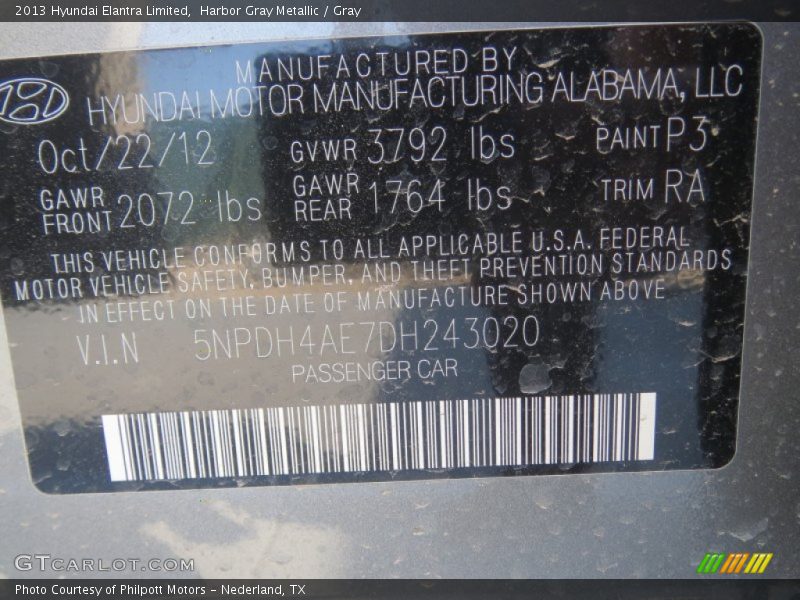 2013 Hyundai Elantra Limited, Harbor Gray Metallic / Gray
MANUFACTURED BY
HYUNDAI MOTOR MANUFACTURING ALABAMA, LLC
Oct/22/12 GVWR 3792 lbs PAINT P3
GAWR FRONT 2072 lbs GAWR REAR 1764 lbs TRIM RA
THIS VEHICLE CONFORMS TO ALL APPLICABLE U.S.A. FEDERAL
MOTOR VEHICLE SAFETY, BUMPER, AND THEFT PREVENTION STANDARDS
IN EFFECT ON THE DATE OF MANUFACTURE SHOWN ABOVE
V.I.N 5NPDH4AE7DH243020
PASSENGER CAR
GTCARLOT.COM
Photo Courtesy of Philpott Motors - Nederland, TX